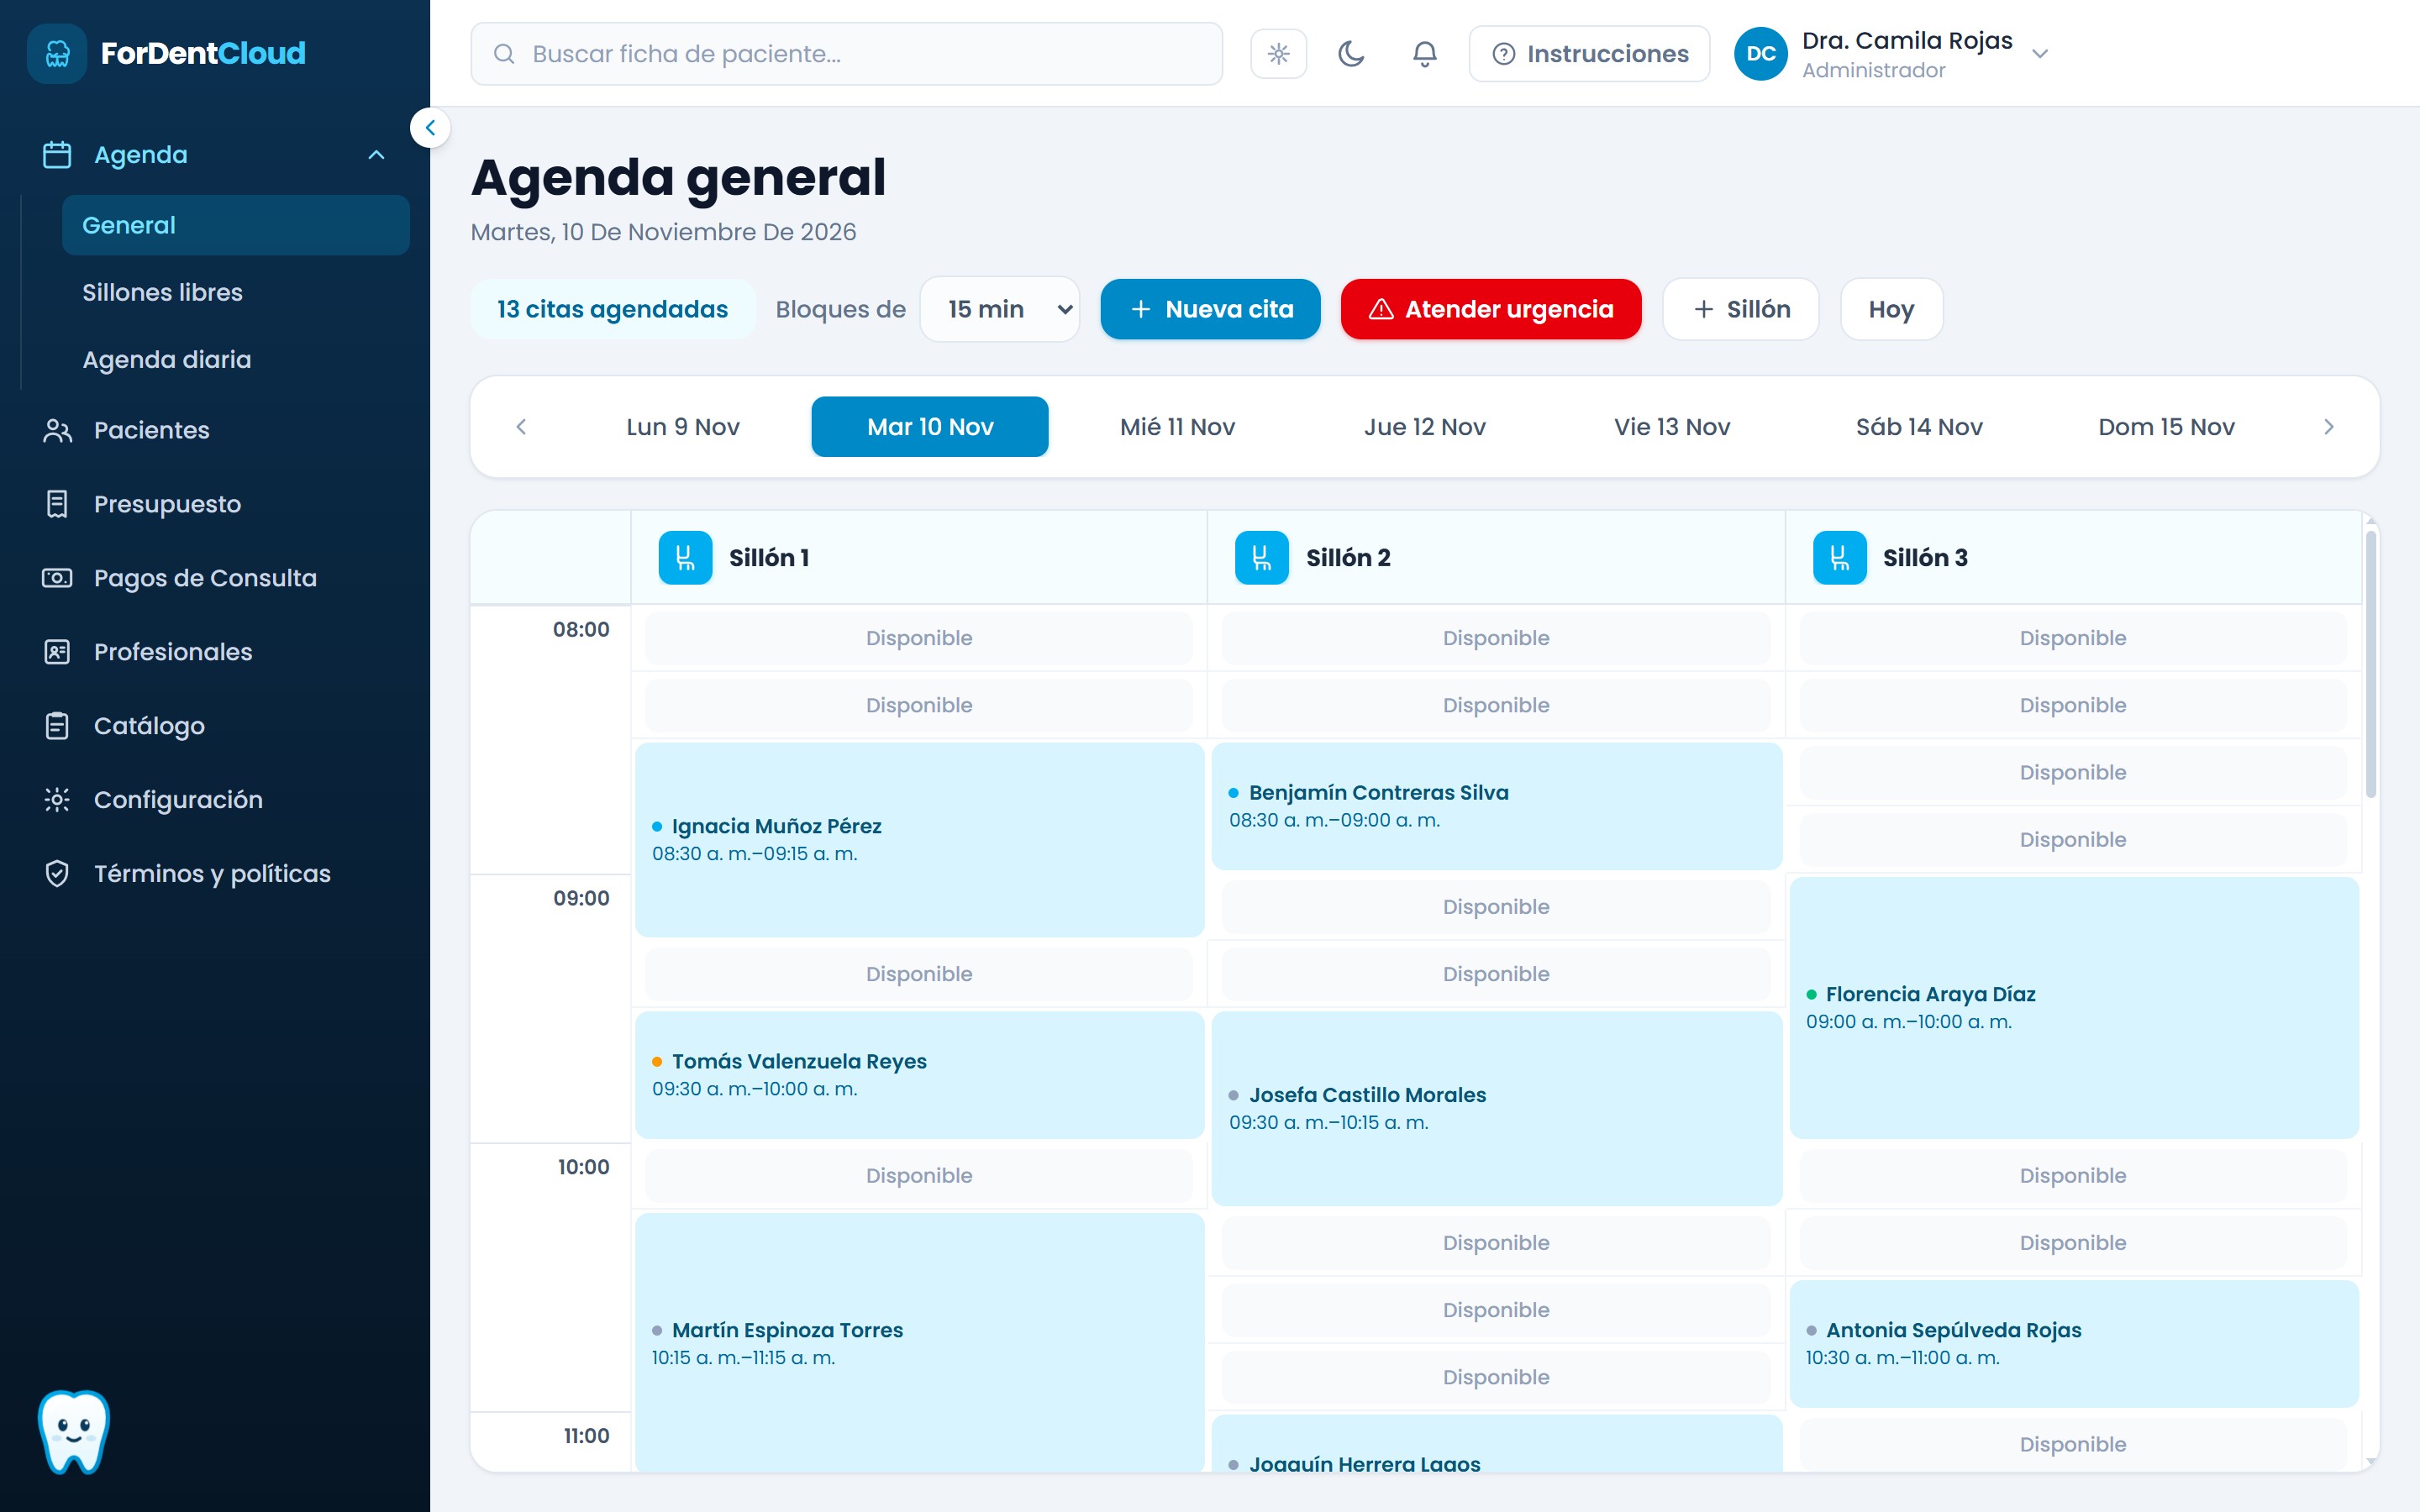 ForDentCloud
Buscar ficha de paciente...
Instrucciones
DC
Dra. Camila Rojas
Administrador
Agenda
General
Sillones libres
Agenda diaria
Pacientes
Presupuesto
Pagos de Consulta
Profesionales
Catálogo
Configuración
Términos y políticas
Agenda general
Martes, 10 De Noviembre De 2026
13 citas agendadas
Bloques de
15 min
Nueva cita
Atender urgencia
Sillón
Hoy
Lun 9 Nov
Mar 10 Nov
Mié 11 Nov
Jue 12 Nov
Vie 13 Nov
Sáb 14 Nov
Dom 15 Nov
Sillón 1
Sillón 2
Sillón 3
08:00
Disponible
Disponible
Disponible
Disponible
Disponible
Disponible
Ignacia Muñoz Pérez
08:30 a. m.–09:15 a. m.
Benjamín Contreras Silva
08:30 a. m.–09:00 a. m.
Disponible
Disponible
09:00
Disponible
Disponible
Disponible
Florencia Araya Díaz
09:00 a. m.–10:00 a. m.
Tomás Valenzuela Reyes
09:30 a. m.–10:00 a. m.
Josefa Castillo Morales
09:30 a. m.–10:15 a. m.
10:00
Disponible
Disponible
Disponible
Disponible
Disponible
Disponible
Martín Espinoza Torres
10:15 a. m.–11:15 a. m.
Antonia Sepúlveda Rojas
10:30 a. m.–11:00 a. m.
11:00
Joaquín Herrera Lagos
Disponible